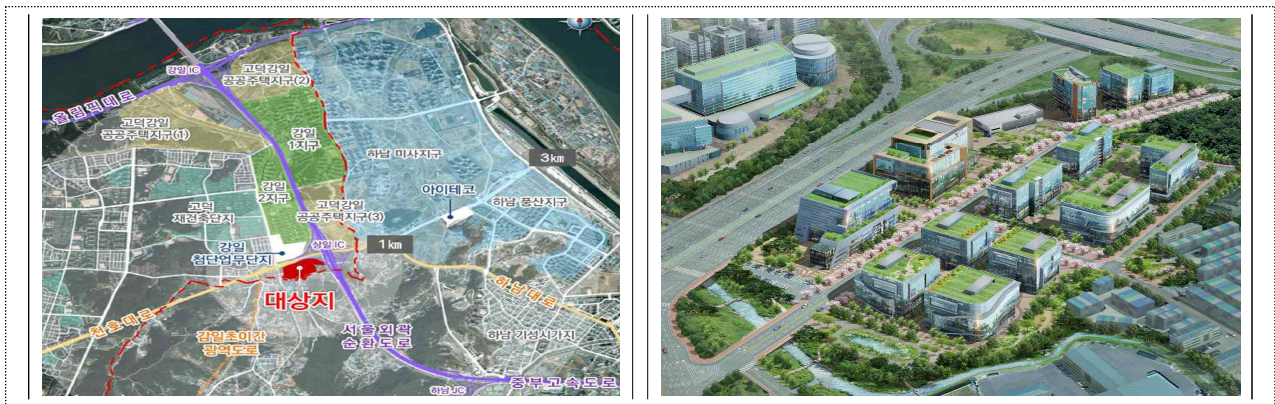 강일 IC
고덕강일
공공주택지구(2)
올림픽대로
고덕강일
공공주택지구(1)
강일
1지구
하남 미사지구
3km
아이테코
하남 풍산지구
강일
2지구
고덕
재건축단지
고덕강일
공공주택지구(3)
상일 IC
1km
강일
첨단업무단지
대상지
하남대로
천호대로
감일초이간
광역도로
서울외곽
순환도로
하남 기성시가지
하남 JC
중부고속도로